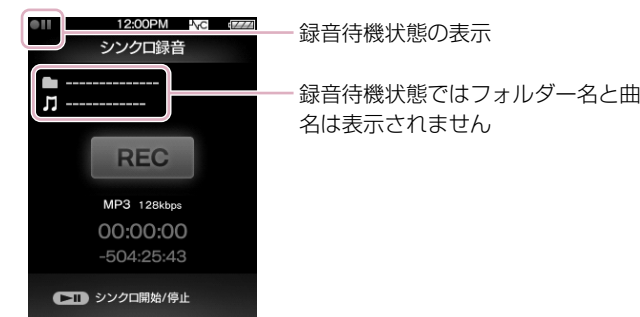 12:00PM
シンクロ録音
--------------
------------
REC
MP3 128kbps
00:00:00
-504:25:43
シンクロ開始/停止
録音待機状態の表示
録音待機状態ではフォルダー名と曲
名は表示されません